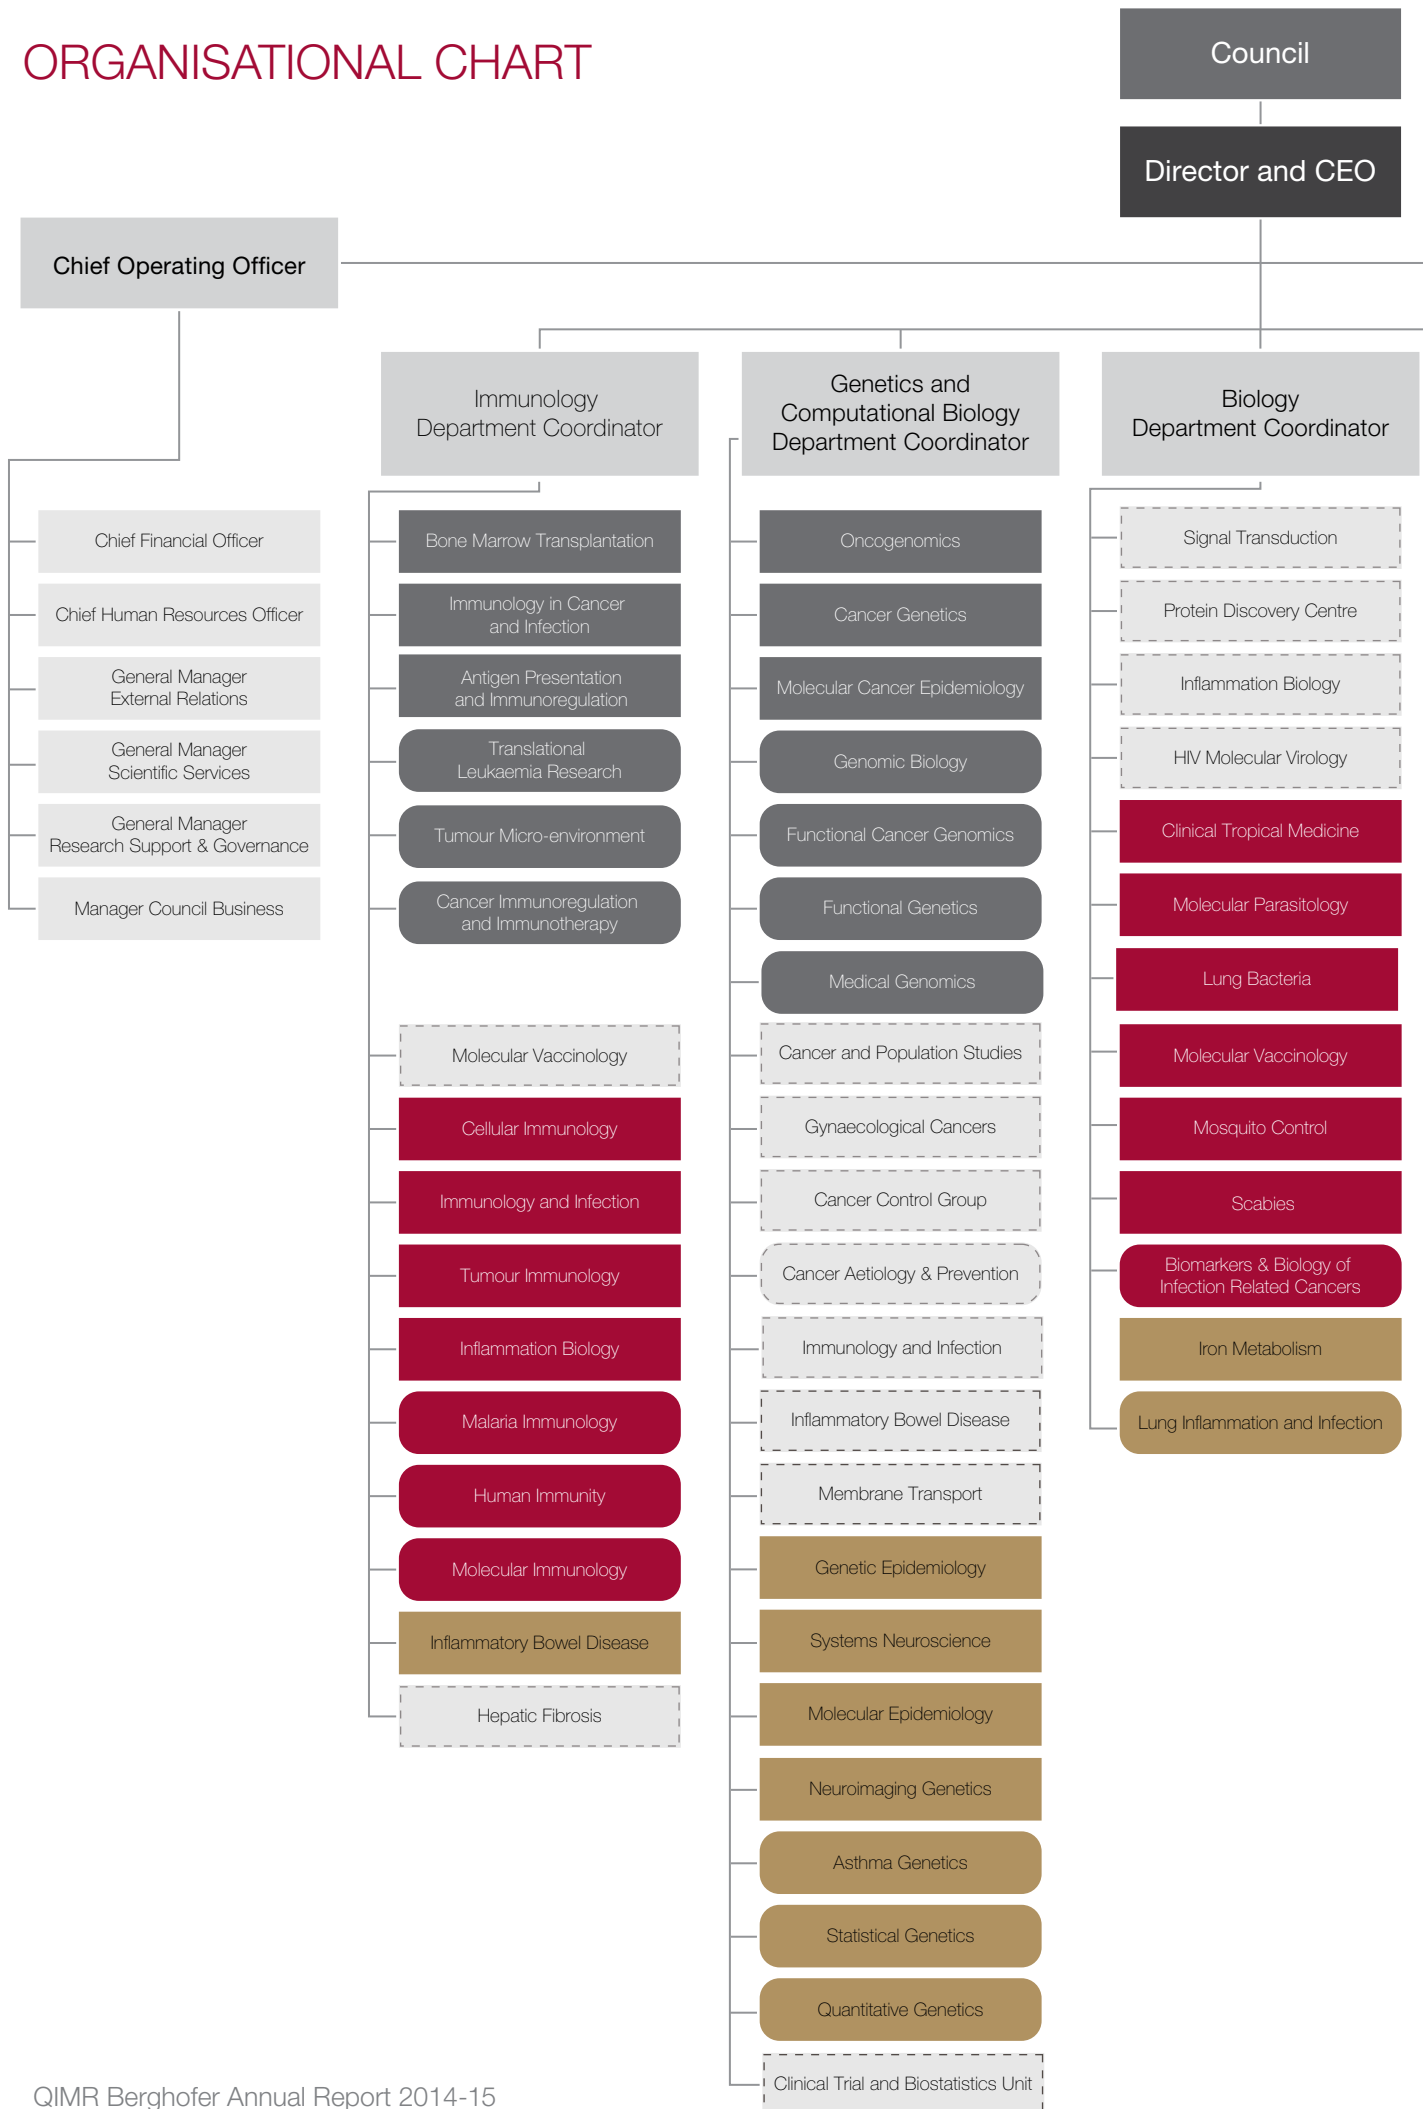 ORGANISATIONAL CHART
Council
Director and CEO
Chief Operating Officer
Chief Financial Officer
Chief Human Resources Officer
General Manager
External Relations
General Manager
Scientific Services
General Manager
Research Support & Governance
Manager Council Business
Immunology
Department Coordinator
Bone Marrow Transplantation
Immunology in Cancer
and Infection
Antigen Presentation
and Immunoregulation
Translational
Leukaemia Research
Tumour Micro-environment
Cancer Immunoregulation
and Immunotherapy
Molecular Vaccinology
Cellular Immunology
Immunology and Infection
Tumour Immunology
Inflammation Biology
Malaria Immunology
Human Immunity
Molecular Immunology
Inflammatory Bowel Disease
Hepatic Fibrosis
Genetics and
Computational Biology
Department Coordinator
Oncogenomics
Cancer Genetics
Molecular Cancer Epidemiology
Genomic Biology
Functional Cancer Genomics
Functional Genetics
Medical Genomics
Cancer and Population Studies
Gynaecological Cancers
Cancer Control Group
Cancer Aetiology & Prevention
Immunology and Infection
Inflammatory Bowel Disease
Membrane Transport
Genetic Epidemiology
Systems Neuroscience
Molecular Epidemiology
Neuroimaging Genetics
Asthma Genetics
Statistical Genetics
Quantitative Genetics
Clinical Trial and Biostatistics Unit
Biology
Department Coordinator
Signal Transduction
Protein Discovery Centre
Inflammation Biology
HIV Molecular Virology
Clinical Tropical Medicine
Molecular Parasitology
Lung Bacteria
Molecular Vaccinology
Mosquito Control
Scabies
Biomarkers & Biology of
Infection Related Cancers
Iron Metabolism
Lung Inflammation and Infection
QIMR Berghofer Annual Report 2014-15